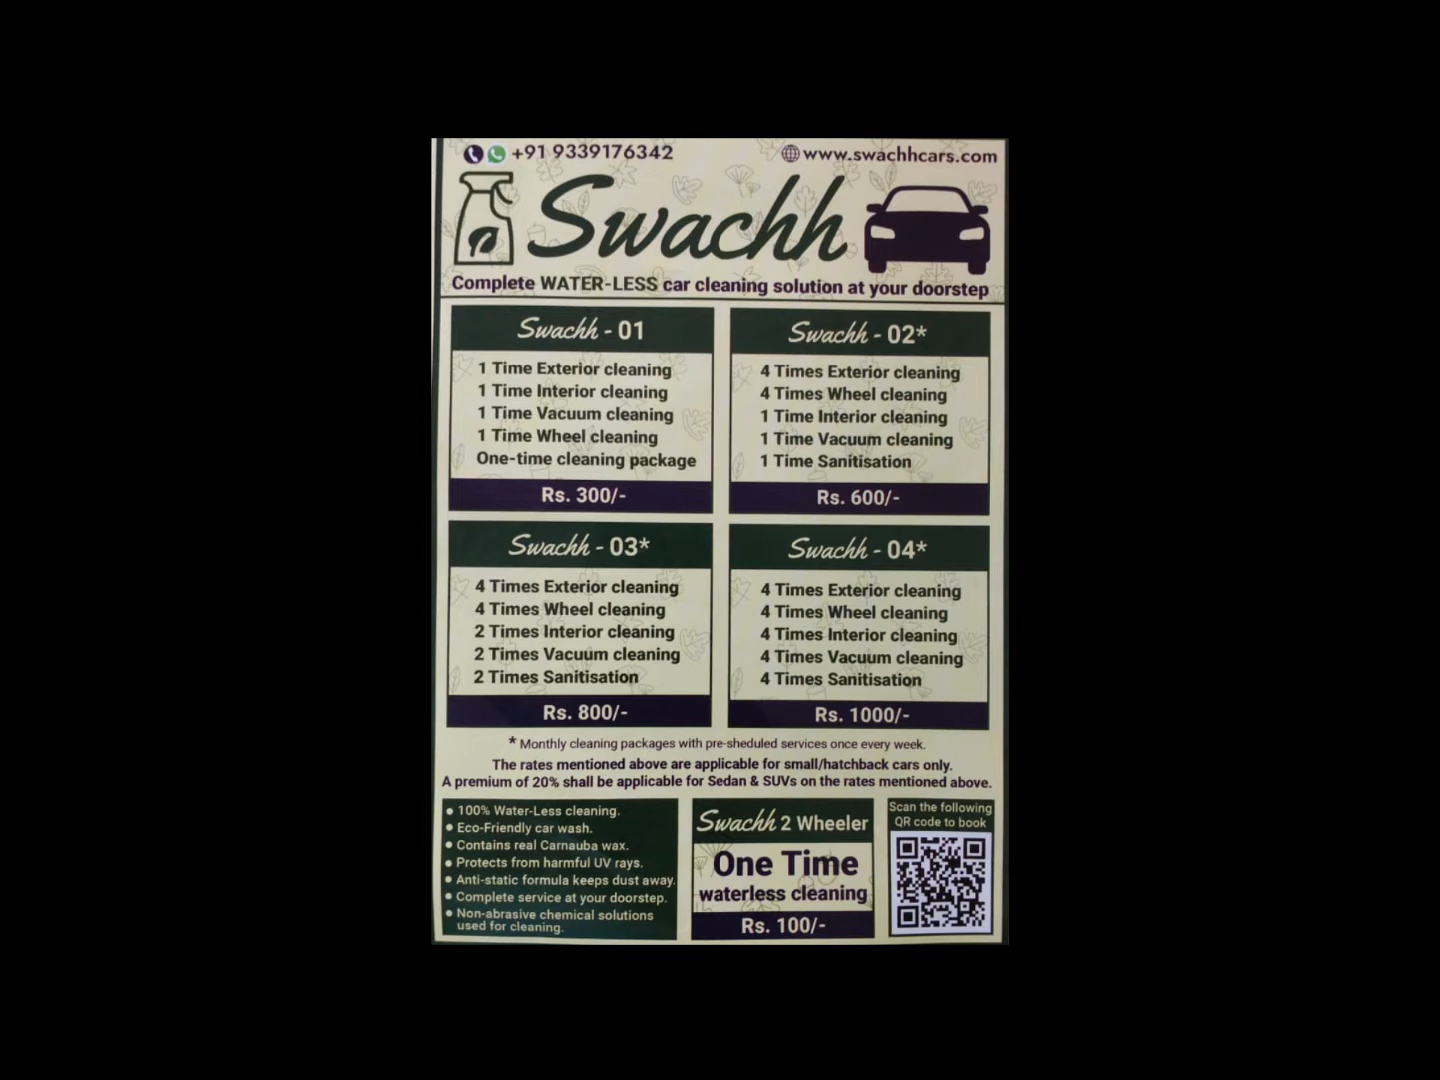 +91 9339176342
www.swachhcars.com
Swachh
Complete WATER-LESS car cleaning solution at your doorstep
Swachh - 01
1 Time Exterior cleaning
1 Time Interior cleaning
1 Time Vacuum cleaning
1 Time Wheel cleaning
One-time cleaning package
Rs. 300/-
Swachh - 02*
4 Times Exterior cleaning
4 Times Wheel cleaning
1 Time Interior cleaning
1 Time Vacuum cleaning
1 Time Sanitisation
Rs. 600/-
Swachh - 03*
4 Times Exterior cleaning
4 Times Wheel cleaning
2 Times Interior cleaning
2 Times Vacuum cleaning
2 Times Sanitisation
Rs. 800/-
Swachh - 04*
4 Times Exterior cleaning
4 Times Wheel cleaning
4 Times Interior cleaning
4 Times Vacuum cleaning
4 Times Sanitisation
Rs. 1000/-
* Monthly cleaning packages with pre-sheduled services once every week.
The rates mentioned above are applicable for small/hatchback cars only.
A premium of 20% shall be applicable for Sedan & SUVs on the rates mentioned above.
• 100% Water-Less cleaning.
• Eco-Friendly car wash.
• Contains real Carnauba wax.
• Protects from harmful UV rays.
• Anti-static formula keeps dust away.
• Complete service at your doorstep.
• Non-abrasive chemical solutions
used for cleaning.
Swachh 2 Wheeler
One Time
waterless cleaning
Rs. 100/-
Scan the following
QR code to book